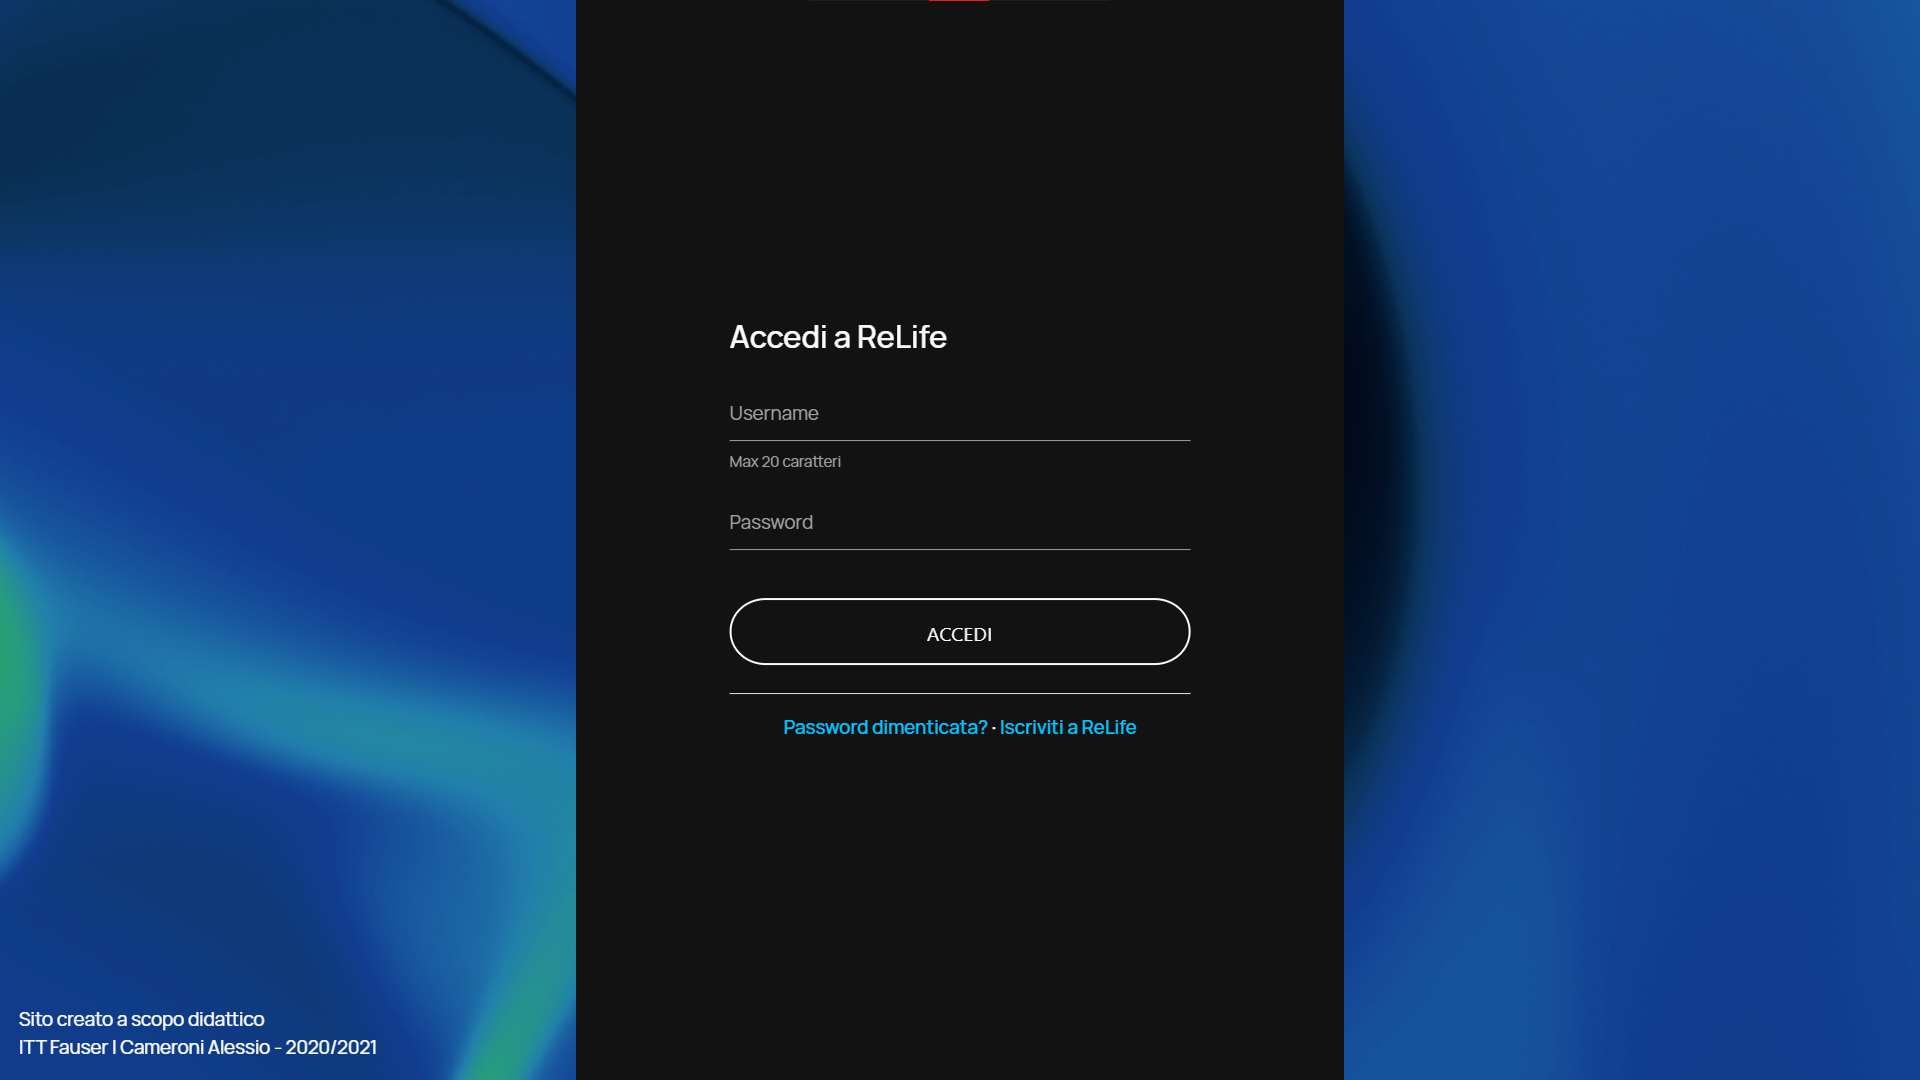 Accedi a ReLife
Username
Max 20 caratteri
Password
ACCEDI
Password dimenticata? · Iscriviti a ReLife
Sito creato a scopo didattico
ITT Fauser | Cameroni Alessio - 2020/2021